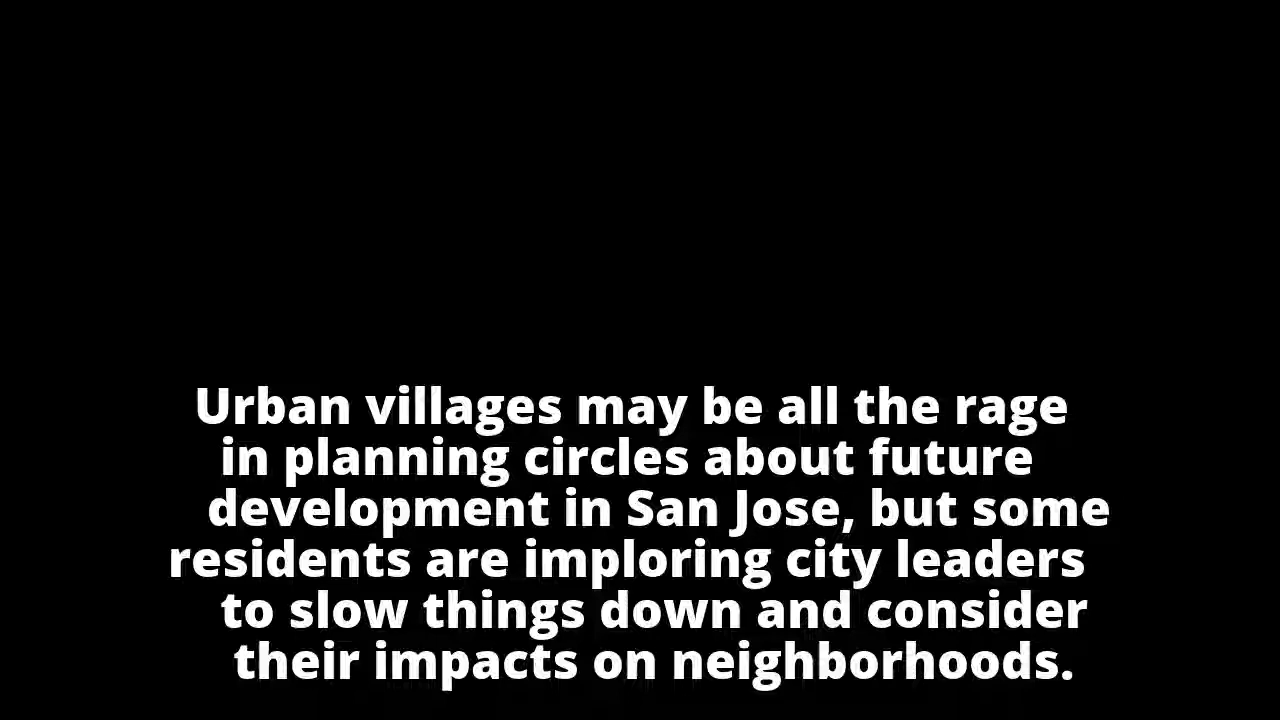 Urban villages may be all the rage
in planning circles about future
development in San Jose, but some
residents are imploring city leaders
to slow things down and consider
their impacts on neighborhoods.